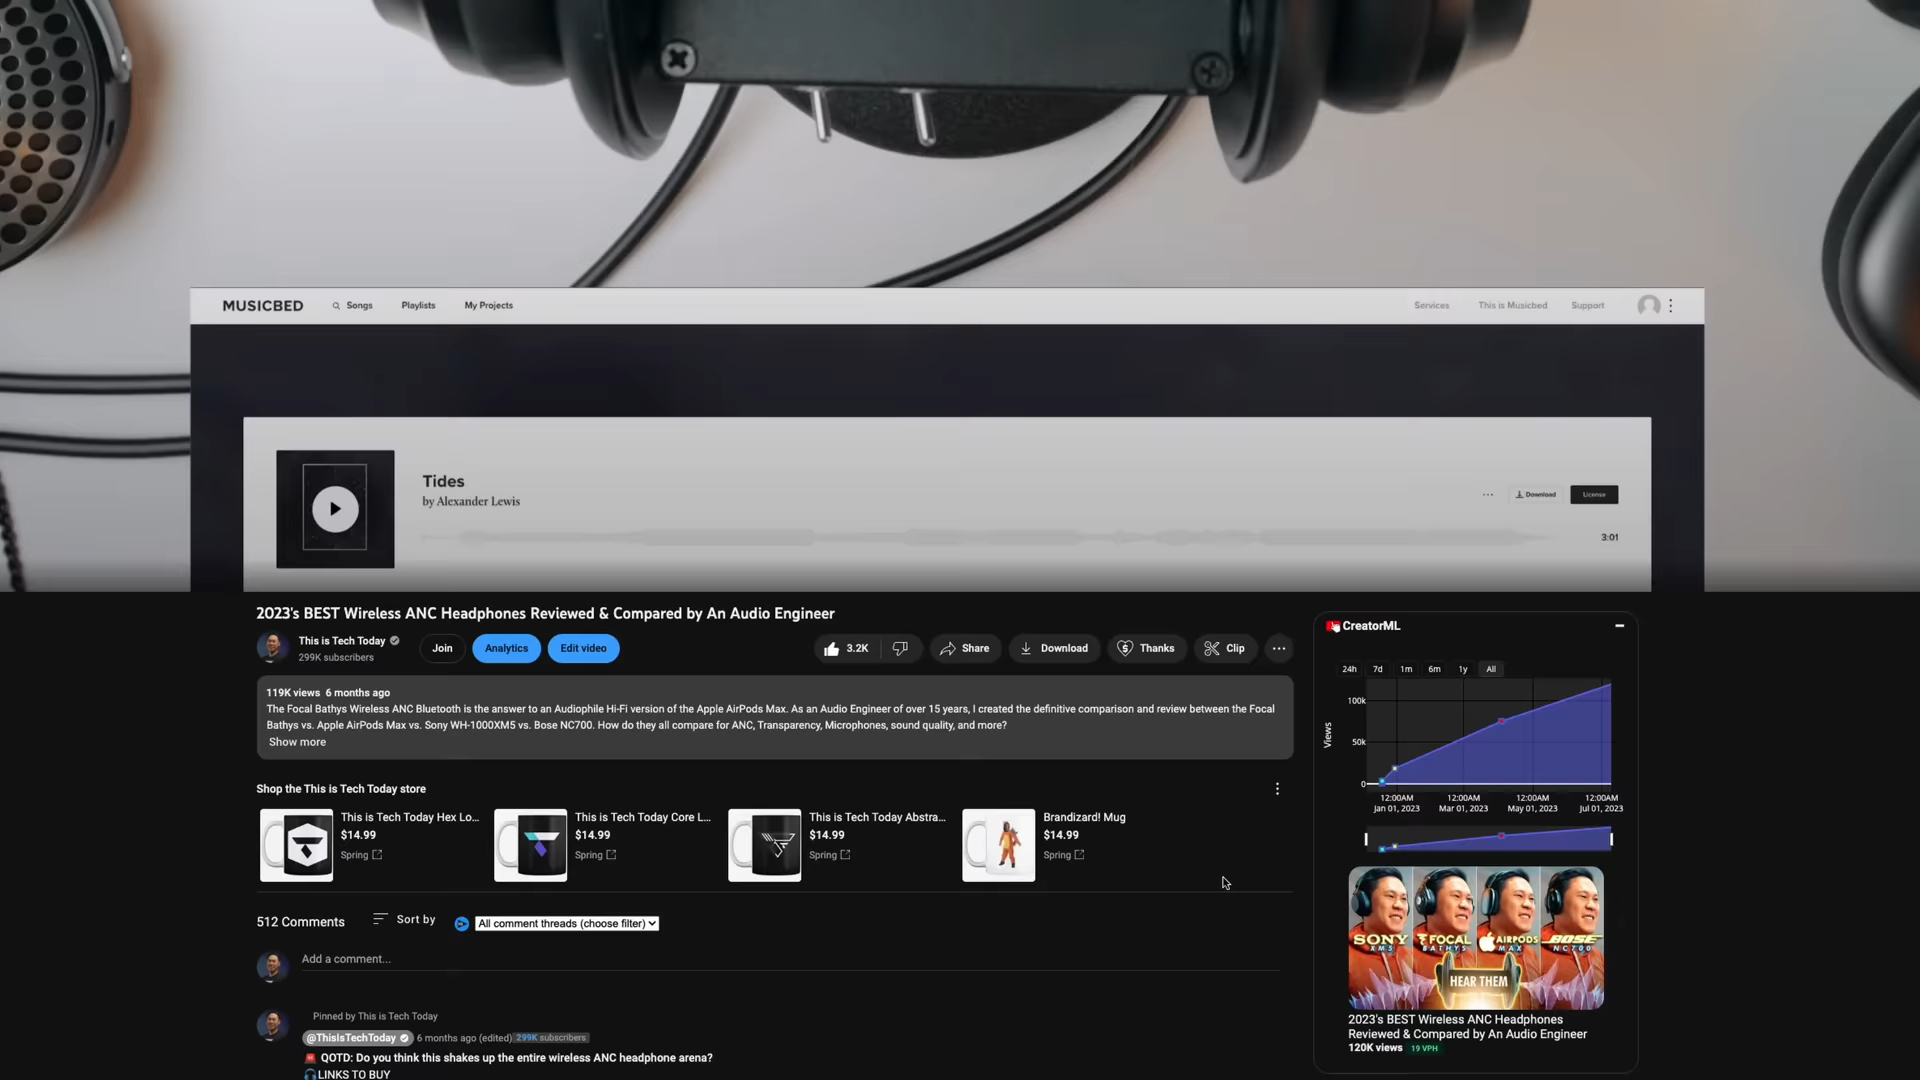 MUSICBED
Songs
Playlists
My Projects
Services
This is Musicbed
Support
Tides
by Alexander Lewis
Download
License
3:01
2023's BEST Wireless ANC Headphones Reviewed & Compared by An Audio Engineer
This is Tech Today
299K subscribers
Join
Analytics
Edit video
3.2K
Share
Download
Thanks
Clip
119K views 6 months ago
The Focal Bathys Wireless ANC Bluetooth is the answer to an Audiophile Hi-Fi version of the Apple AirPods Max. As an Audio Engineer of over 15 years, I created the definitive comparison and review between the Focal
Bathys vs. Apple AirPods Max vs. Sony WH-1000XM5 vs. Bose NC700. How do they all compare for ANC, Transparency, Microphones, sound quality, and more?
Show more
Shop the This is Tech Today store
This is Tech Today Hex Lo...
$14.99
Spring
This is Tech Today Core L...
$14.99
Spring
This is Tech Today Abstra...
$14.99
Spring
Brandizard! Mug
$14.99
Spring
512 Comments
Sort by
All comment threads (choose filter)
Add a comment...
Pinned by This is Tech Today
@ThisIsTechToday 6 months ago (edited) 299K subscribers
QOTD: Do you think this shakes up the entire wireless ANC headphone arena?
LINKS TO BUY
CreatorML
24h 7d 1m 6m 1y All
Views
100k
50k
0
12:00AM 12:00AM 12:00AM 12:00AM
Jan 01, 2023 Mar 01, 2023 May 01, 2023 Jul 01, 2023
SONY FOCAL AIRPODS BOSE
XM5 BATHYS MAX NC700
HEAR THEM
2023's BEST Wireless ANC Headphones
Reviewed & Compared by An Audio Engineer
120K views 19 VPH